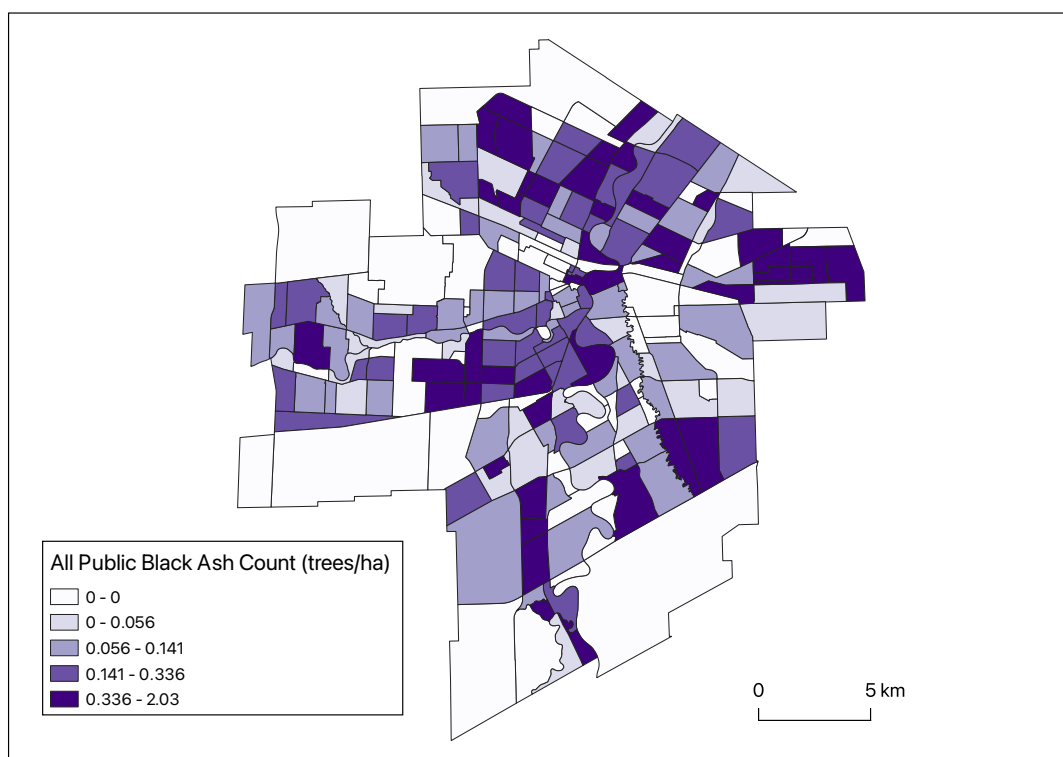 All Public Black Ash Count (trees/ha)
0 - 0
0 - 0.056
0.056 - 0.141
0.141 - 0.336
0.336 - 2.03
0 5 km